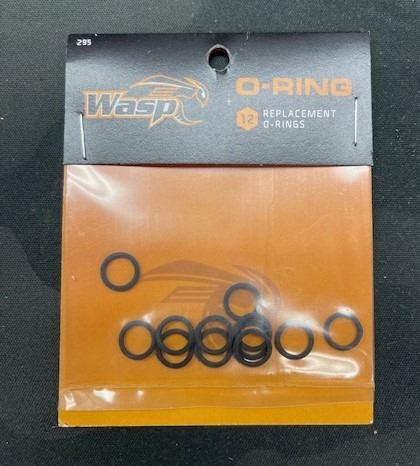 295
Wasp
O-RING
12
REPLACEMENT
O-RINGS